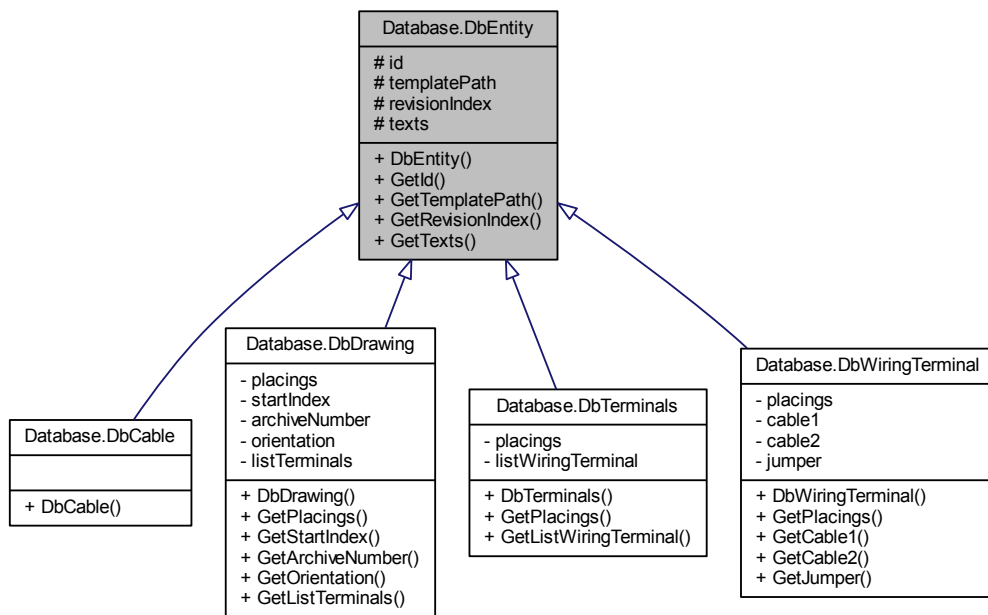 Database.DbEntity
# id
# templatePath
# revisionIndex
# texts
+ DbEntity()
+ GetId()
+ GetTemplatePath()
+ GetRevisionIndex()
+ GetTexts()
Database.DbCable
+ DbCable()
Database.DbDrawing
- placings
- startIndex
- archiveNumber
- orientation
- listTerminals
+ DbDrawing()
+ GetPlacings()
+ GetStartIndex()
+ GetArchiveNumber()
+ GetOrientation()
+ GetListTerminals()
Database.DbTerminals
- placings
- listWiringTerminal
+ DbTerminals()
+ GetPlacings()
+ GetListWiringTerminal()
Database.DbWiringTerminal
- placings
- cable1
- cable2
- jumper
+ DbWiringTerminal()
+ GetPlacings()
+ GetCable1()
+ GetCable2()
+ GetJumper()